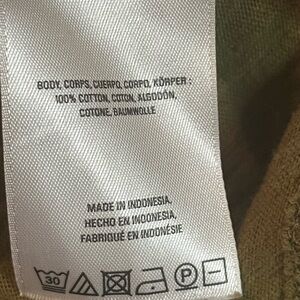 BODY, CORPS, CUERPO, CORPO, KÖRPER :
100% COTTON, COTON, ALGODÓN,
COTONE, BAUMWOLLE
MADE IN INDONESIA,
HECHO EN INDONESIA,
FABRIQUÉ EN INDONÉSIE
30 P